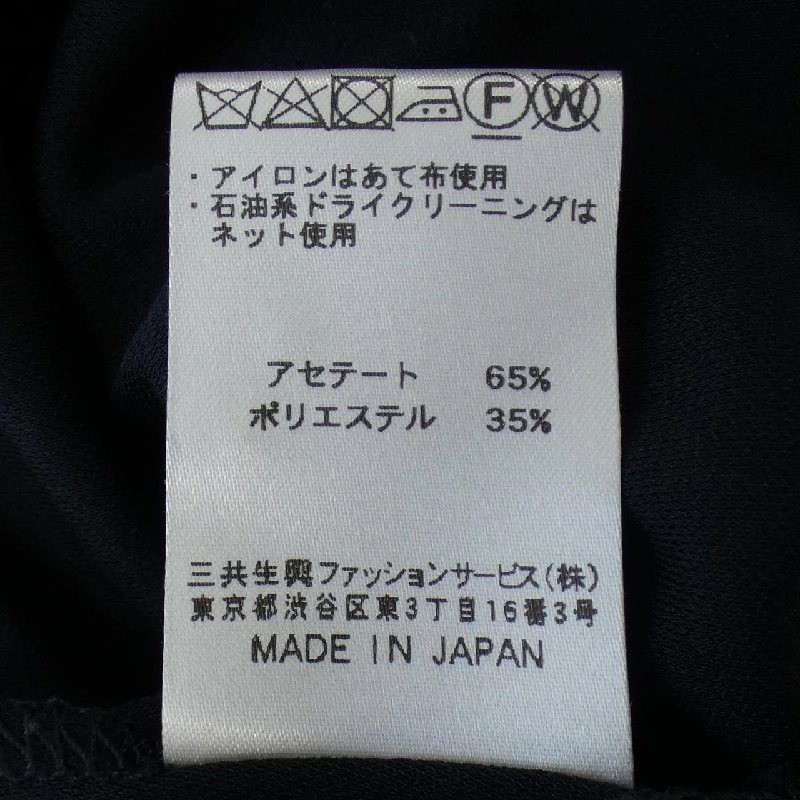 F W
・アイロンはあて布使用
・石油系ドライクリーニングは
ネット使用
アセテート 65%
ポリエステル 35%
三共生興ファッションサービス(株)
東京都渋谷区東3丁目16番3号
MADE IN JAPAN